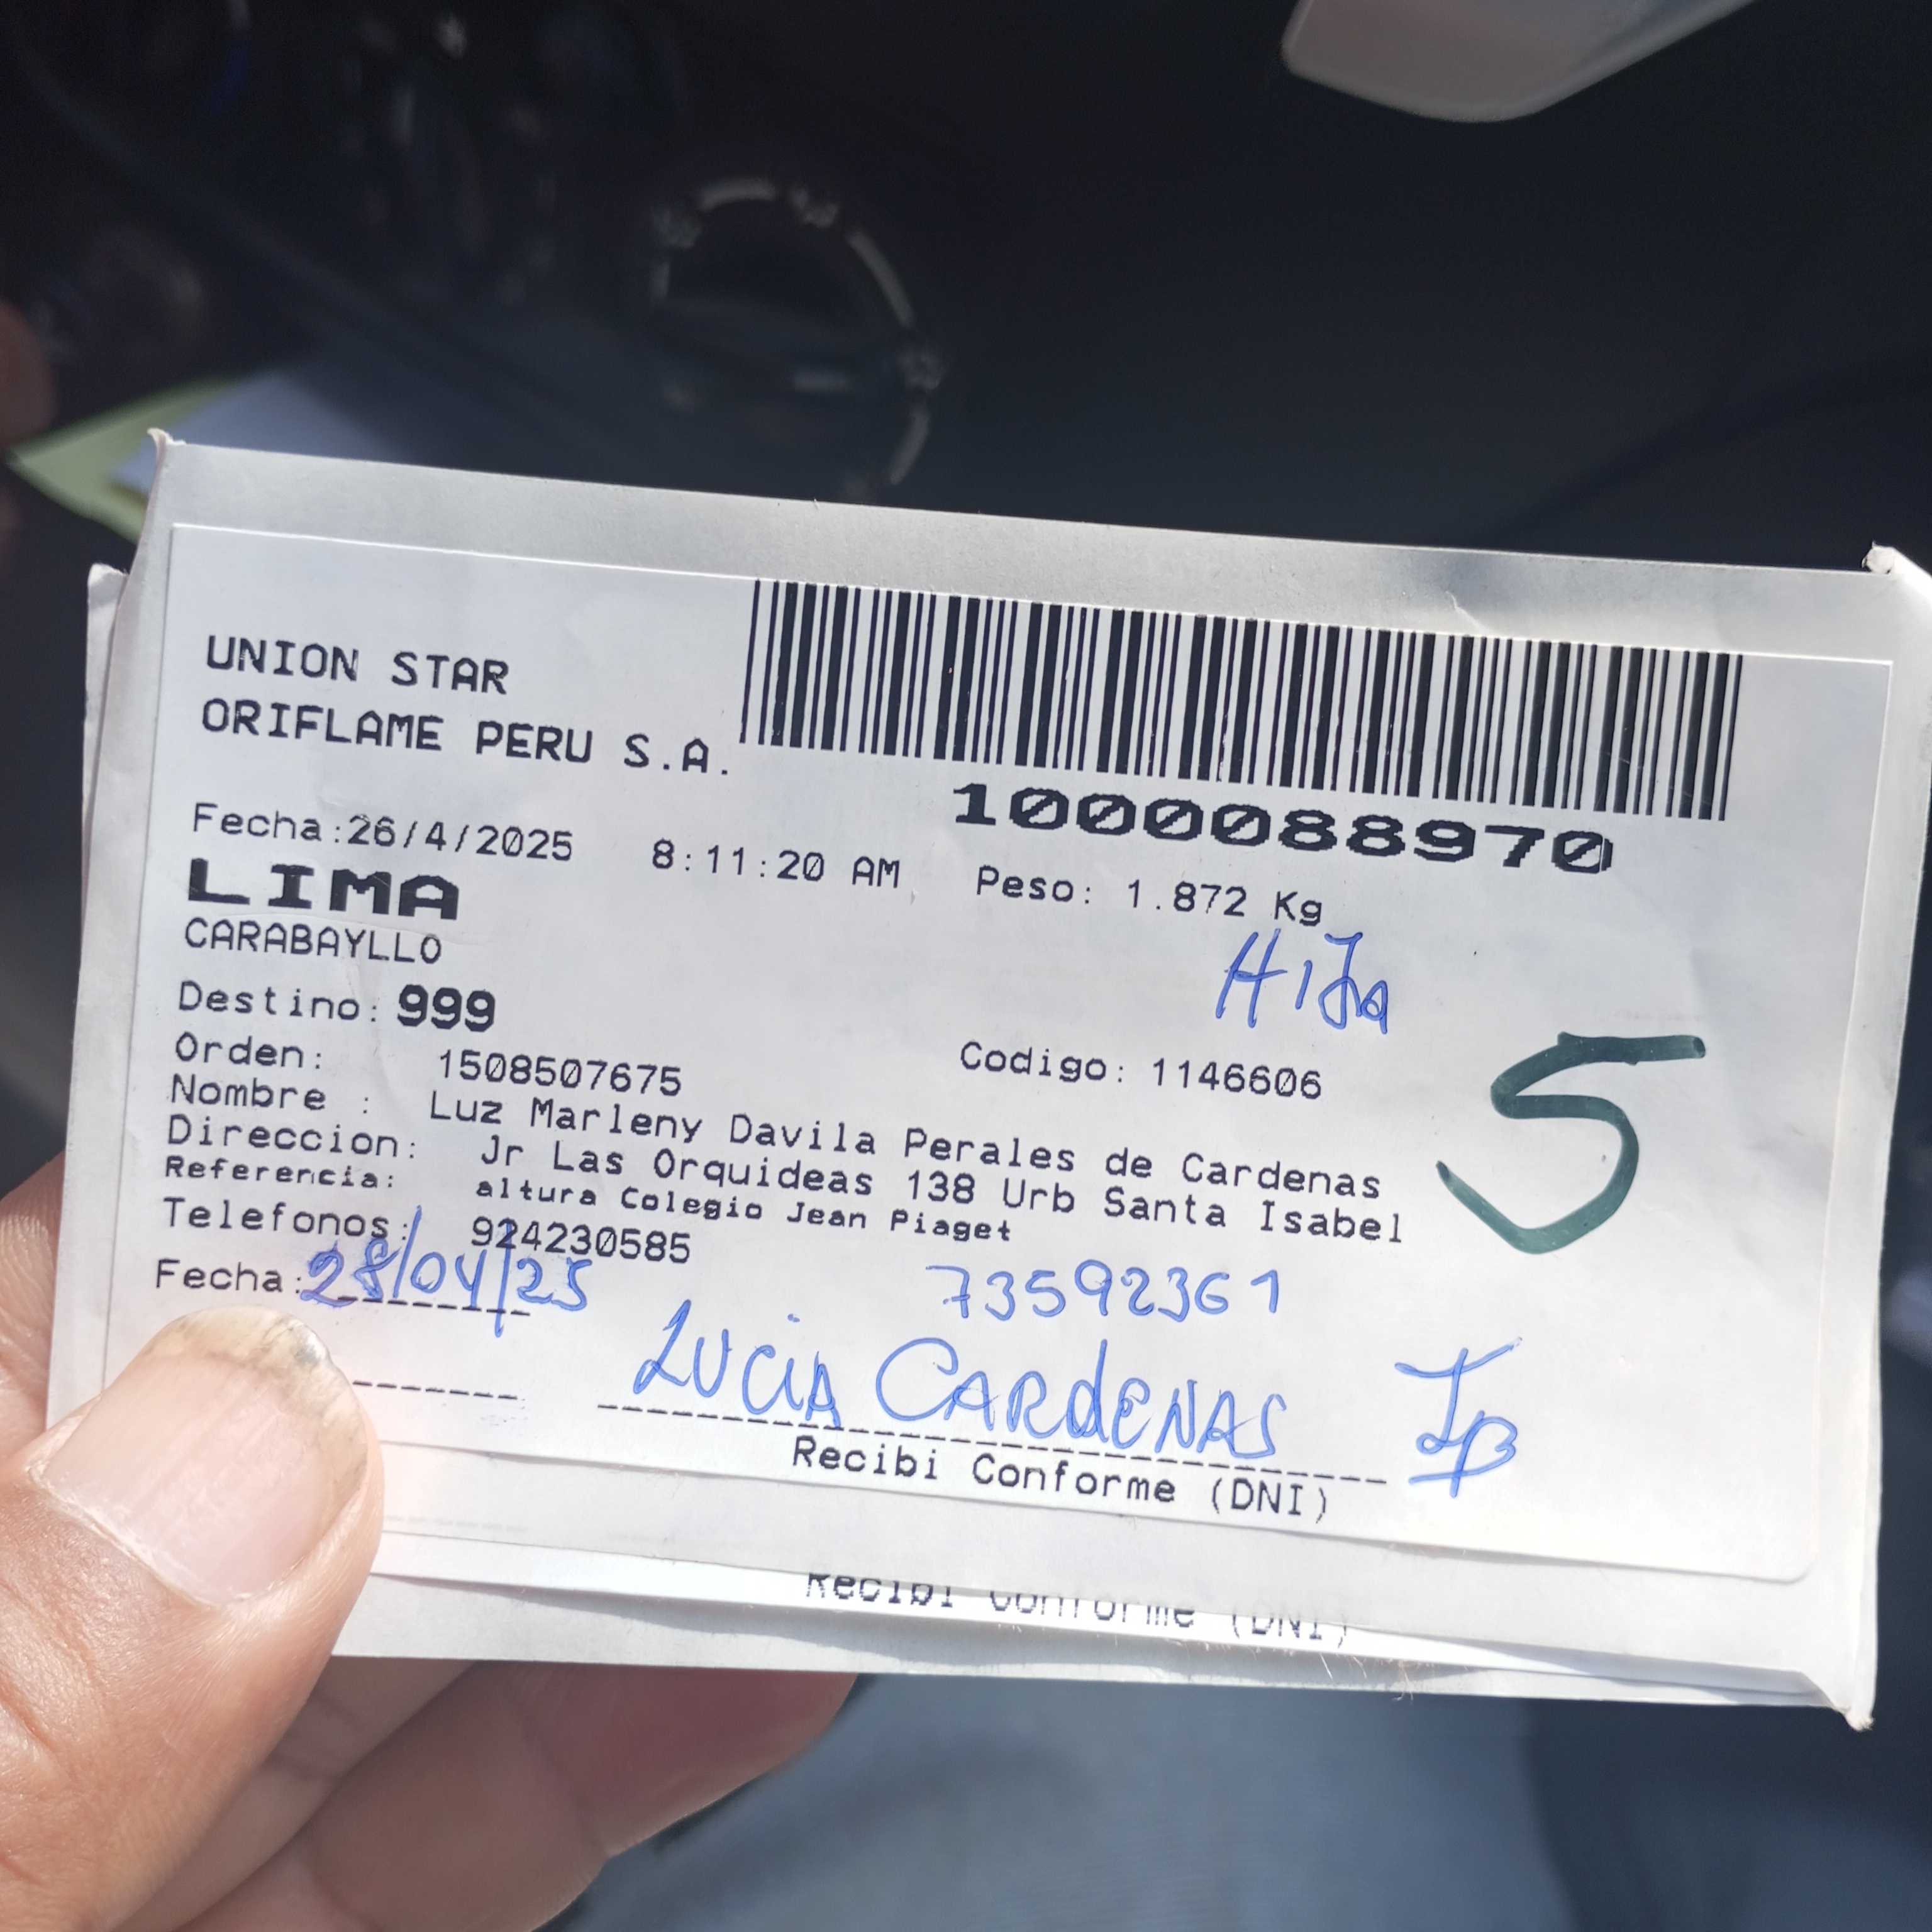 UNION STAR
ORIFLAME PERU S.A.
1000088970
Fecha:26/4/2025 8:11:20 AM Peso: 1.872 Kg
LIMA
CARABAYLLO
HIJA
Destino: 999
Orden: 1508507675 Codigo: 1146606
Nombre : Luz Marleny Davila Perales de Cardenas
Direccion: Jr Las Orquideas 138 Urb Santa Isabel
Referencia: altura Colegio Jean Piaget
5
Telefonos: 924230585
Fecha: 28/04/25 73592361
LUCIA CARDENAS
Recibi Conforme (DNI)
Recibi Conforme (DNI)